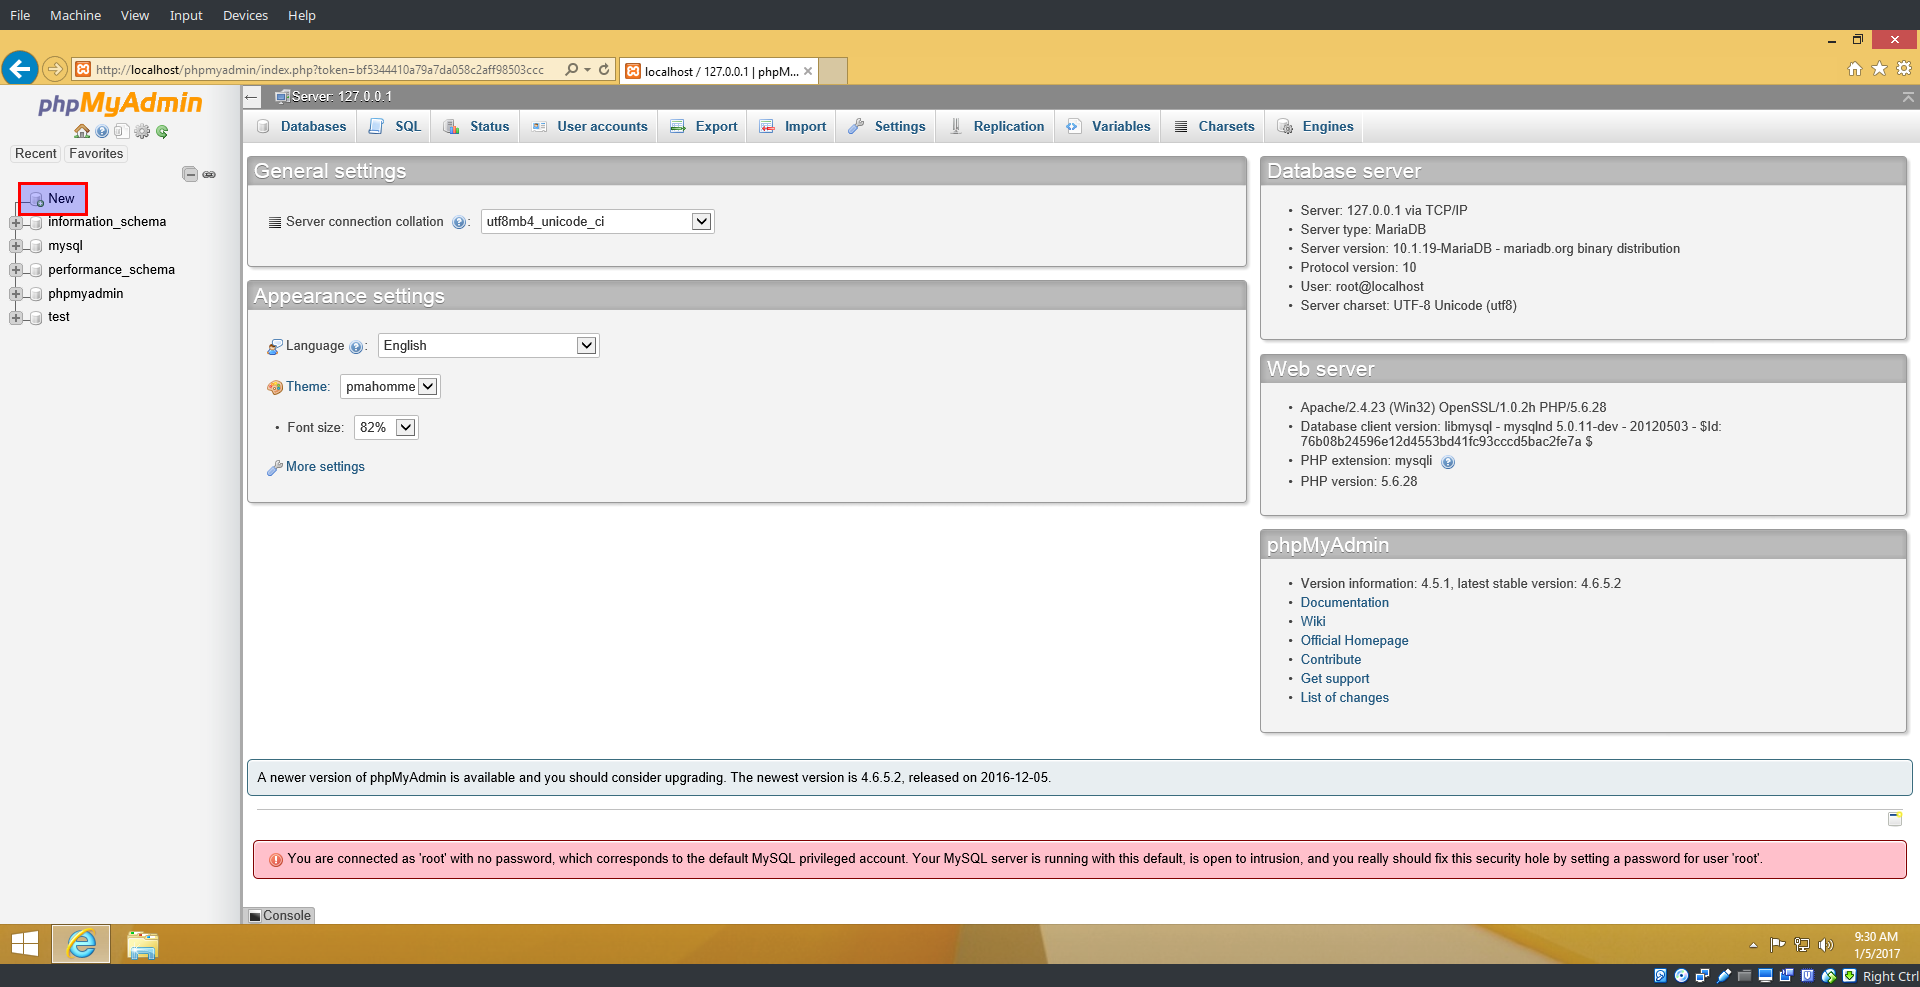 File Machine View Input Devices Help
http://localhost/phpmyadmin/index.php?token=bf5344410a79a7da058c2aff98503ccc
localhost / 127.0.0.1 | phpM...
phpMyAdmin
Recent Favorites
New
information_schema
mysql
performance_schema
phpmyadmin
test
Server: 127.0.0.1
Databases SQL Status User accounts Export Import Settings Replication Variables Charsets Engines
General settings
Server connection collation : utf8mb4_unicode_ci
Appearance settings
Language : English
Theme: pmahomme
• Font size: 82%
More settings
Database server
• Server: 127.0.0.1 via TCP/IP
• Server type: MariaDB
• Server version: 10.1.19-MariaDB - mariadb.org binary distribution
• Protocol version: 10
• User: root@localhost
• Server charset: UTF-8 Unicode (utf8)
Web server
• Apache/2.4.23 (Win32) OpenSSL/1.0.2h PHP/5.6.28
• Database client version: libmysql - mysqlnd 5.0.11-dev - 20120503 - $Id:
76b08b24596e12d4553bd41fc93cccd5bac2fe7a $
• PHP extension: mysqli
• PHP version: 5.6.28
phpMyAdmin
• Version information: 4.5.1, latest stable version: 4.6.5.2
• Documentation
• Wiki
• Official Homepage
• Contribute
• Get support
• List of changes
A newer version of phpMyAdmin is available and you should consider upgrading. The newest version is 4.6.5.2, released on 2016-12-05.
You are connected as 'root' with no password, which corresponds to the default MySQL privileged account. Your MySQL server is running with this default, is open to intrusion, and you really should fix this security hole by setting a password for user 'root'.
Console
9:30 AM
1/5/2017
Right Ctrl